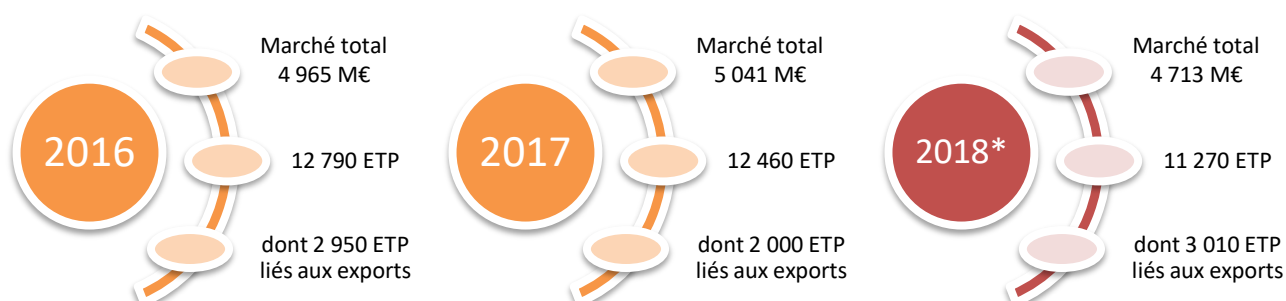 2016
Marché total
4 965 M€
12 790 ETP
dont 2 950 ETP
liés aux exports
2017
Marché total
5 041 M€
12 460 ETP
dont 2 000 ETP
liés aux exports
2018*
Marché total
4 713 M€
11 270 ETP
dont 3 010 ETP
liés aux exports